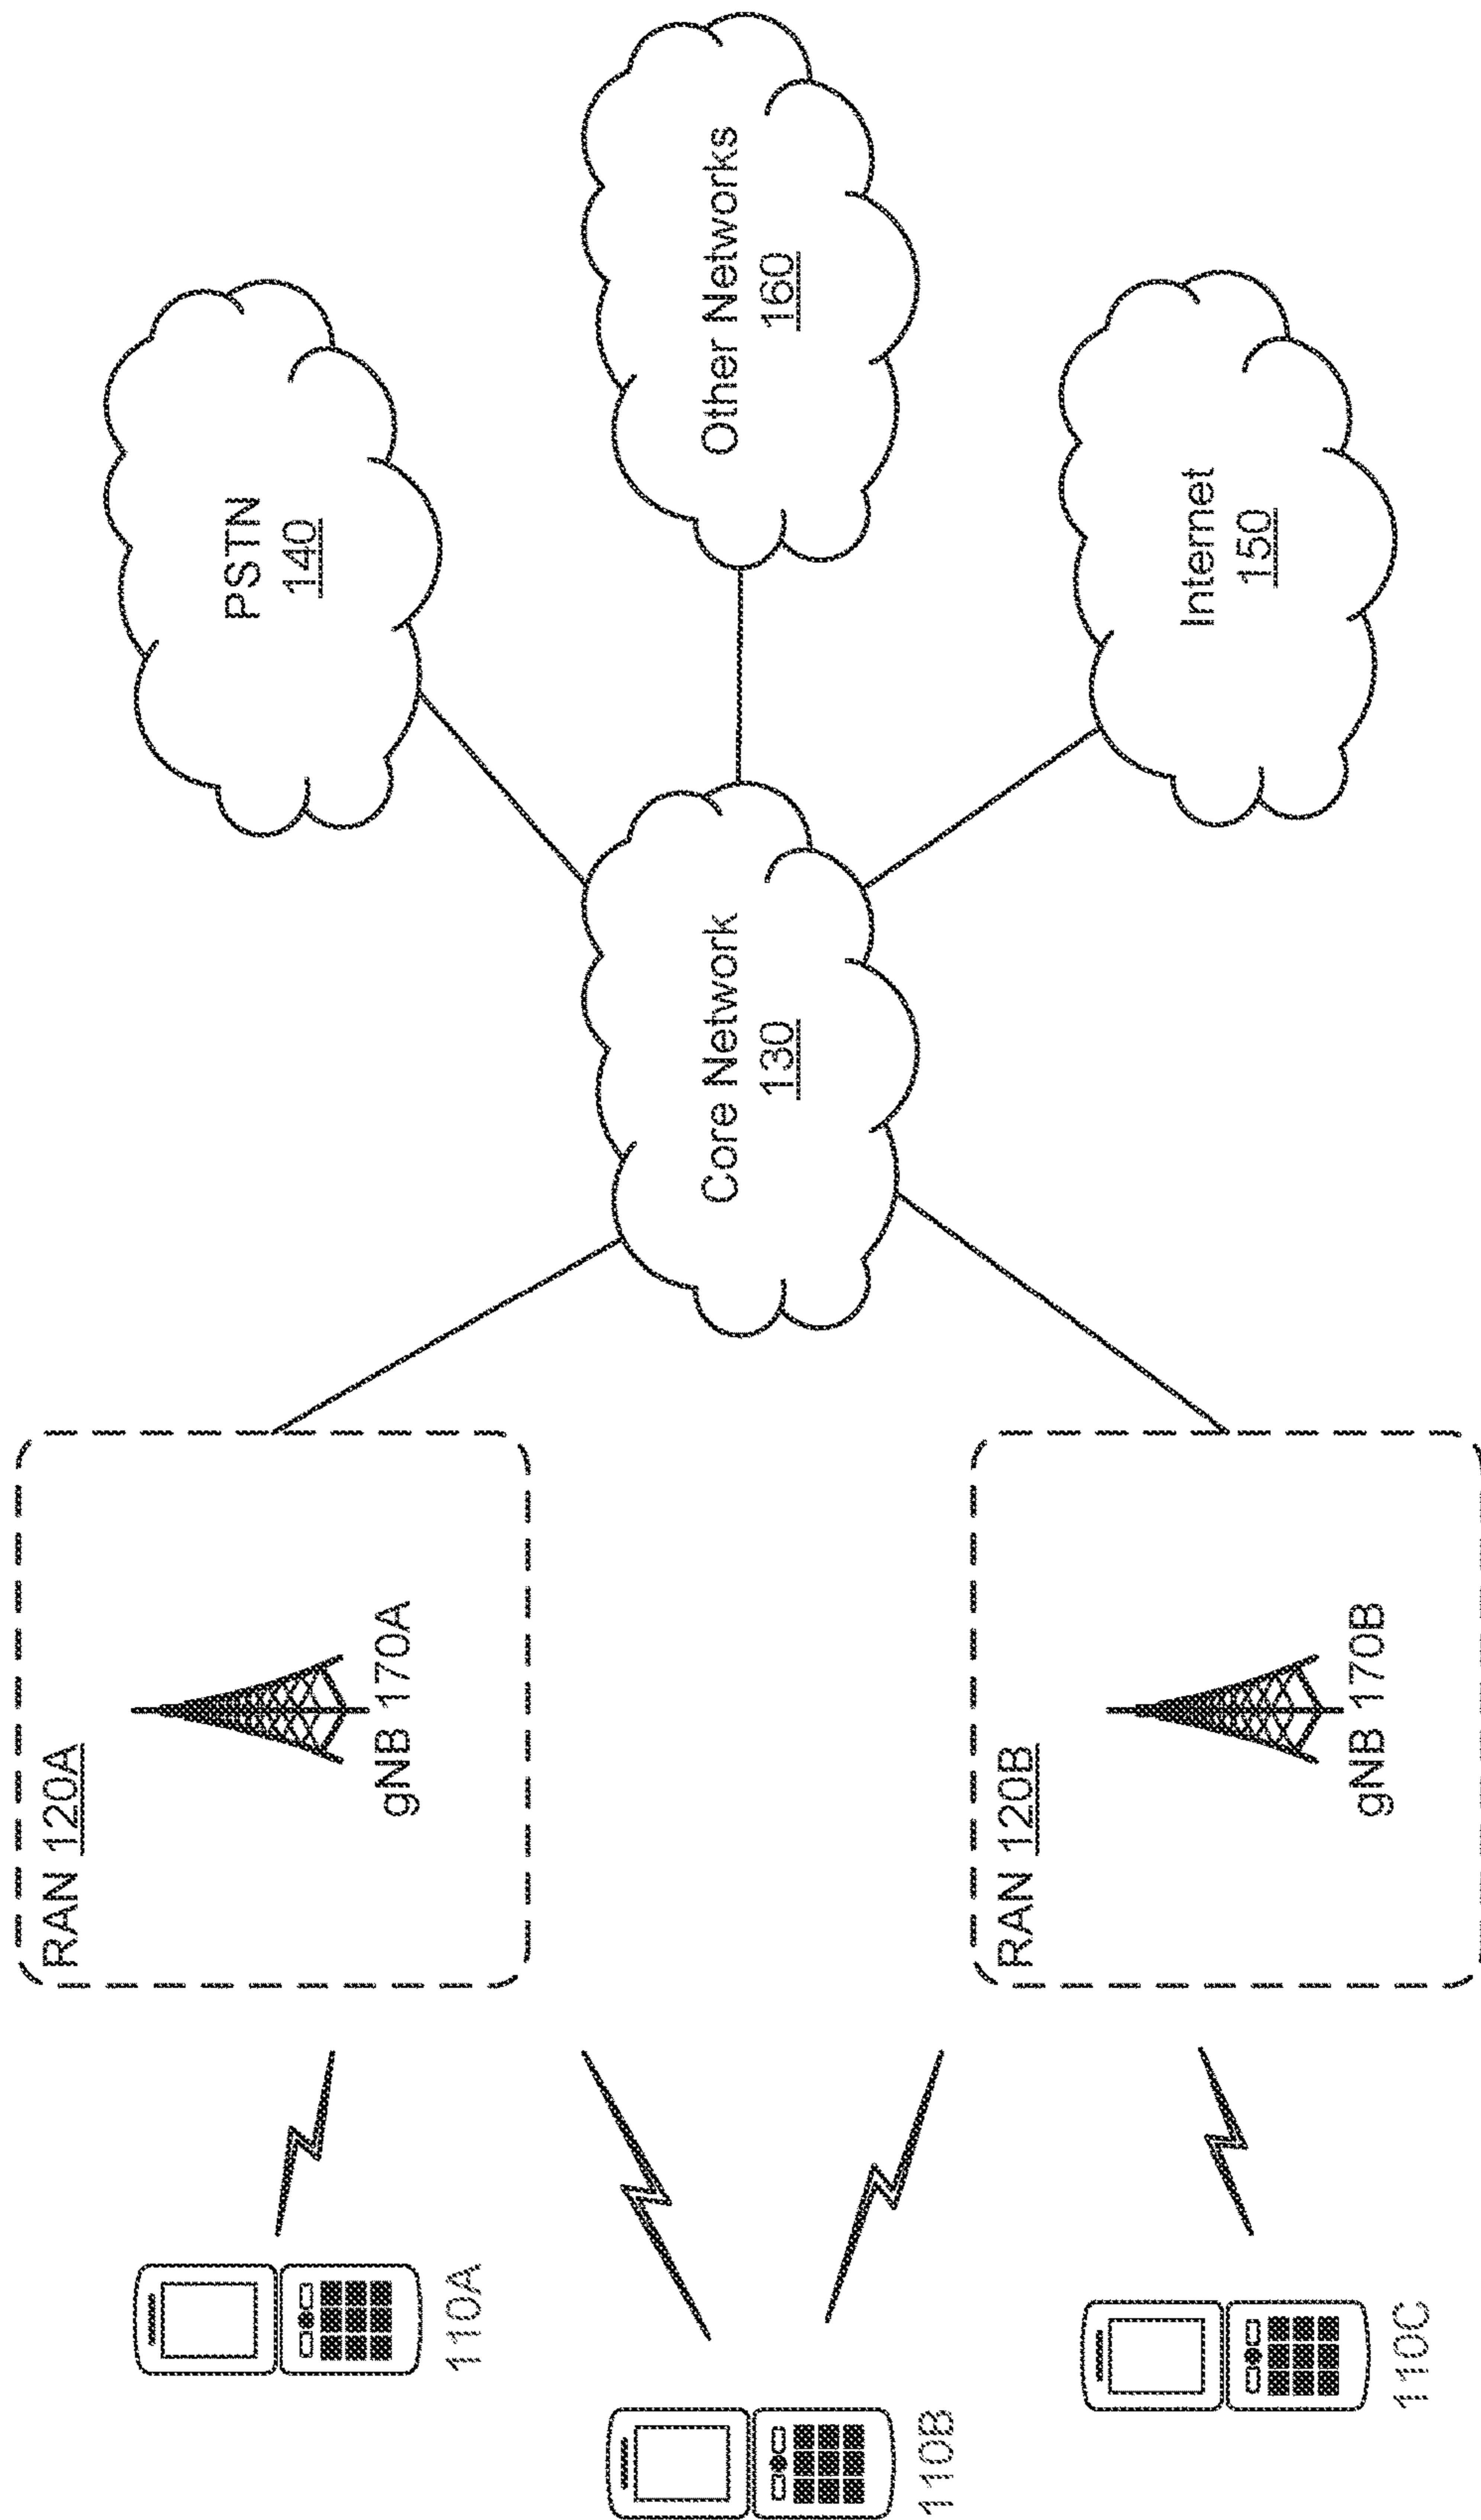 110A
110B
110C
RAN 120A
gNB 170A
RAN 120B
gNB 170B
Core Network
130
PSTN
140
Other Networks
160
Internet
150